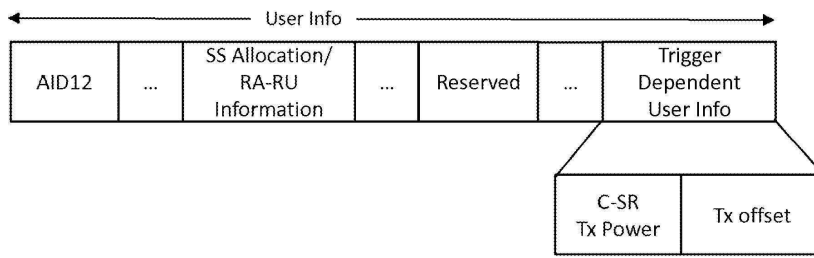 User Info
AID12
...
SS Allocation/
RA-RU
Information
...
Reserved
...
Trigger
Dependent
User Info
C-SR
Tx Power
Tx offset